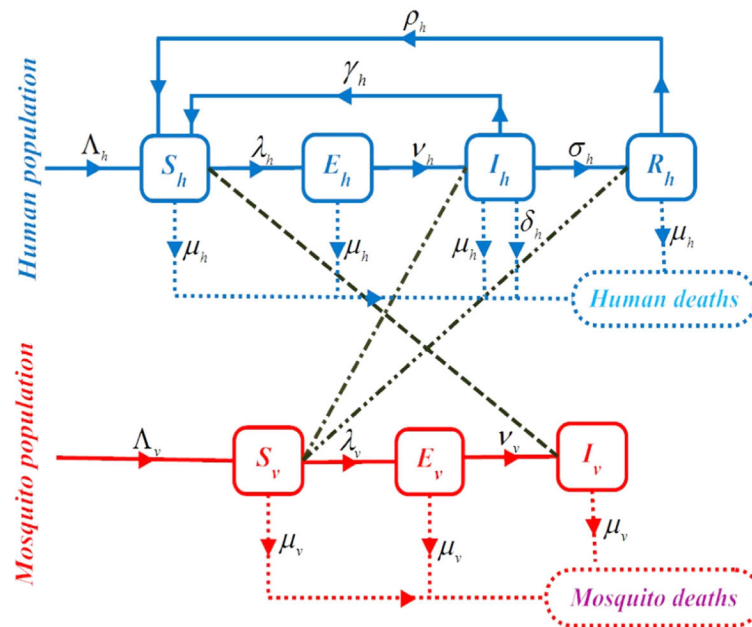 Human population
ρₕ
γₕ
Λₕ
λₕ
νₕ
σₕ
Sₕ
Eₕ
Iₕ
Rₕ
μₕ
μₕ
μₕ
δₕ
μₕ
Human deaths
Mosquito population
Λᵥ
λᵥ
νᵥ
Sᵥ
Eᵥ
Iᵥ
μᵥ
μᵥ
μᵥ
Mosquito deaths